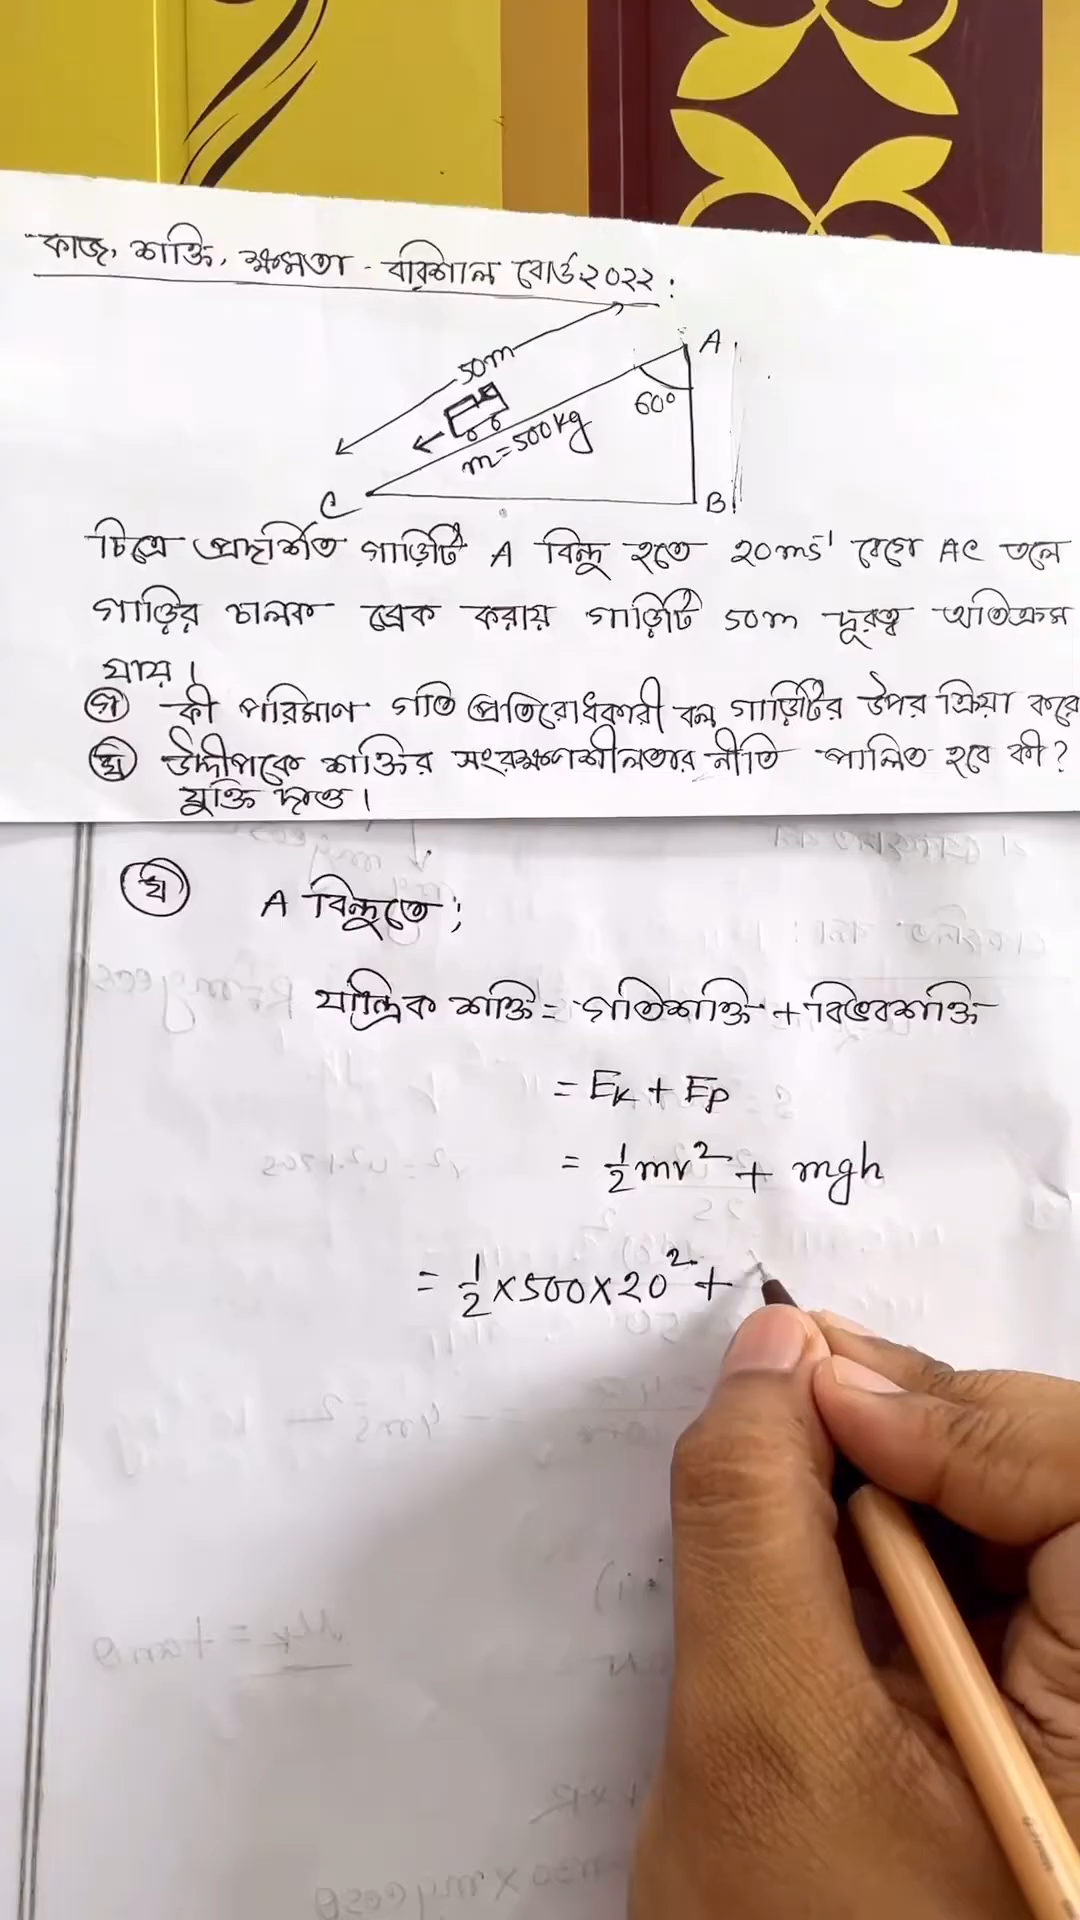 কাজ, শক্তি, ক্ষমতা - বরিশাল বোর্ড ২০২২ :
50m
A
60°
m=500kg
C
B
চিত্রে প্রদর্শিত গাড়িটি A বিন্দু হতে 20ms⁻¹ বেগে AC তলে
গাড়ির চালক ব্রেক করায় গাড়িটি 50m দূরত্ব অতিক্রম
যায়।
গ কী পরিমাণ গতি প্রতিরোধকারী বল গাড়িটির উপর ক্রিয়া করে
ঘ উদ্দীপকে শক্তির সংরক্ষণশীলতার নীতি পালিত হবে কী?
যুক্তি দাও।
ঘ A বিন্দুতে;
যান্ত্রিক শক্তি = গতিশক্তি + বিভবশক্তি
= Eₖ + Eₚ
= ½mv² + mgh
= ½×500×20² +